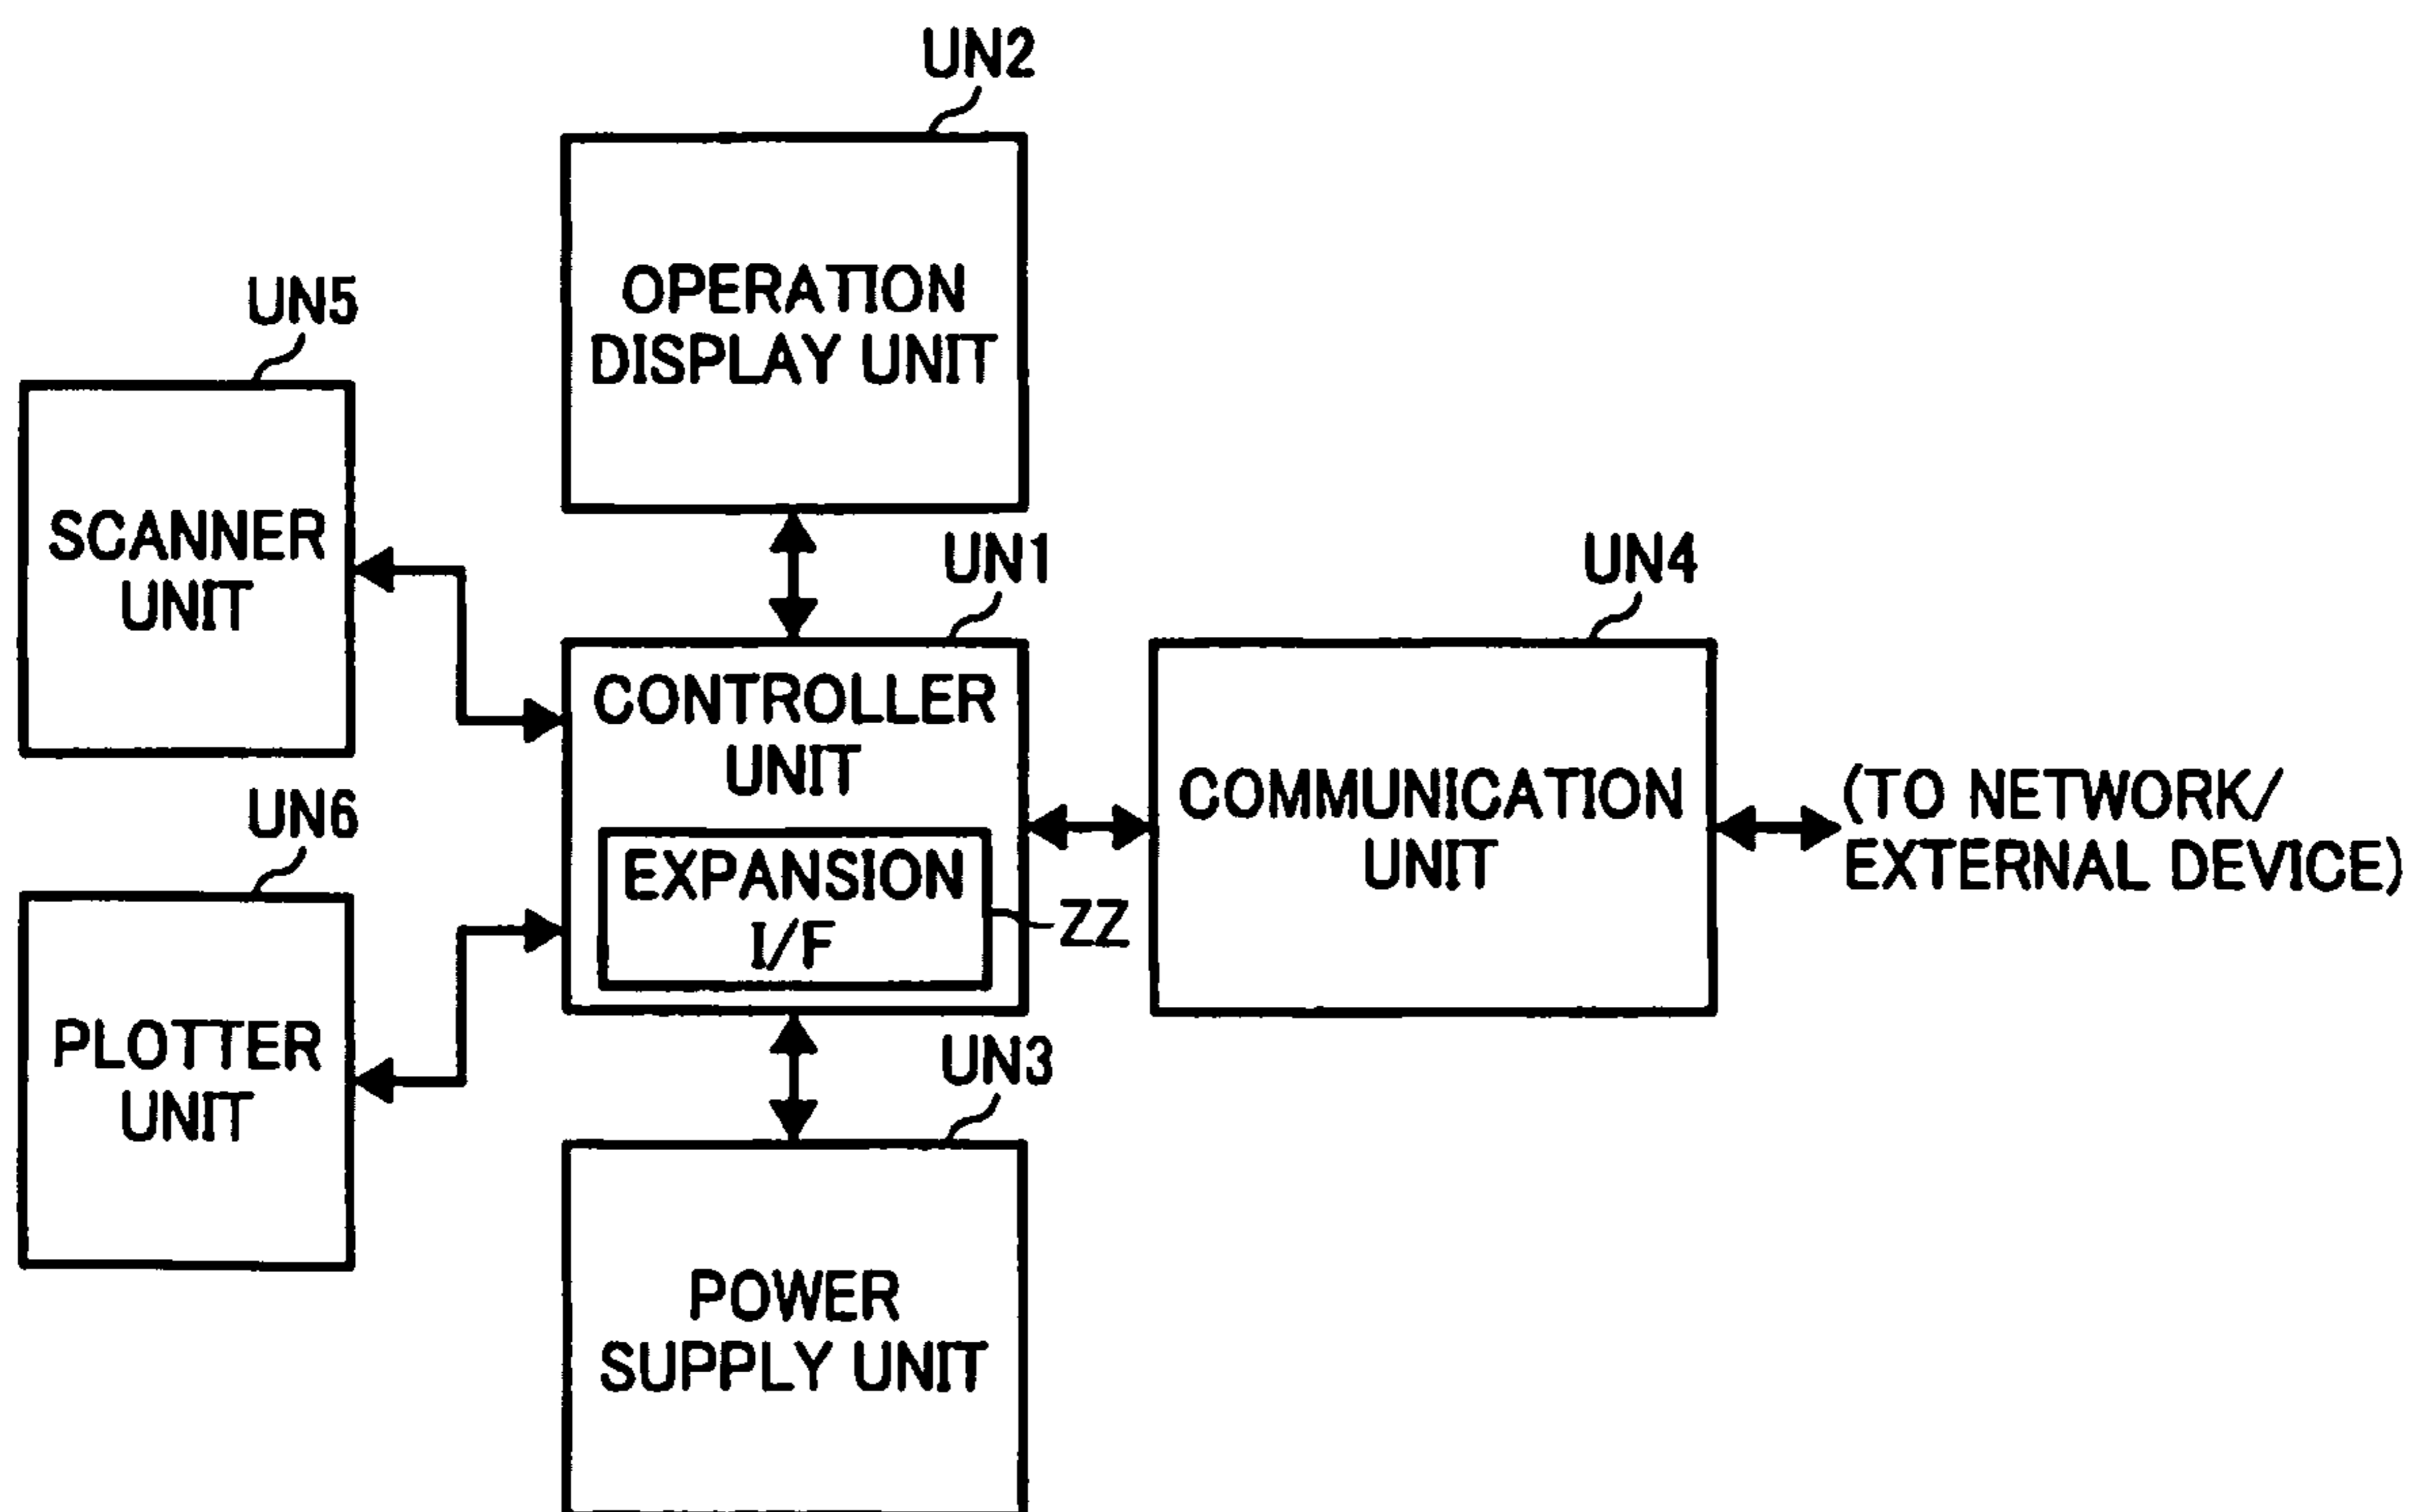 UN2
OPERATION
DISPLAY UNIT
UN5
SCANNER
UNIT
UN1
CONTROLLER
UNIT
EXPANSION
I/F
ZZ
UN4
COMMUNICATION
UNIT
(TO NETWORK/
EXTERNAL DEVICE)
UN6
PLOTTER
UNIT
UN3
POWER
SUPPLY UNIT